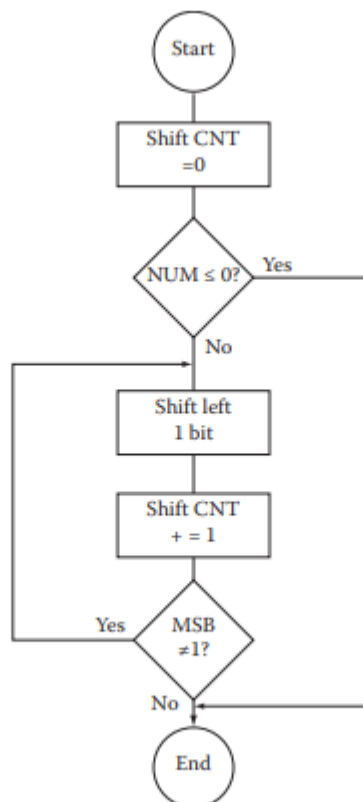 Start
Shift CNT
=0
NUM ≤ 0?
Yes
No
Shift left
1 bit
Shift CNT
+ = 1
Yes
MSB
≠1?
No
End